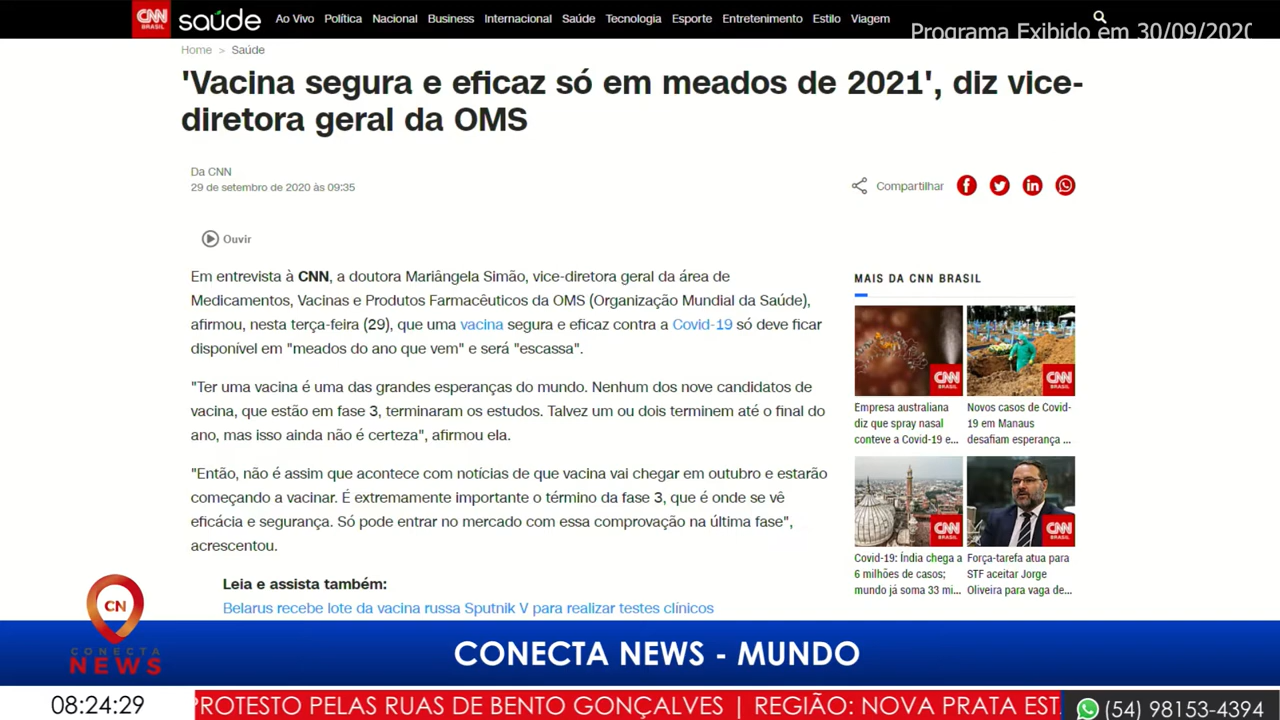 CNN BRASIL saúde Ao Vivo Política Nacional Business Internacional Saúde Tecnologia Esporte Entretenimento Estilo Viagem
Programa Exibido em 30/09/2020
Home > Saúde
'Vacina segura e eficaz só em meados de 2021', diz vice-
diretora geral da OMS
Da CNN
29 de setembro de 2020 às 09:35
Compartilhar
Ouvir
Em entrevista à CNN, a doutora Mariângela Simão, vice-diretora geral da área de
Medicamentos, Vacinas e Produtos Farmacêuticos da OMS (Organização Mundial da Saúde),
afirmou, nesta terça-feira (29), que uma vacina segura e eficaz contra a Covid-19 só deve ficar
disponível em "meados do ano que vem" e será "escassa".
"Ter uma vacina é uma das grandes esperanças do mundo. Nenhum dos nove candidatos de
vacina, que estão em fase 3, terminaram os estudos. Talvez um ou dois terminem até o final do
ano, mas isso ainda não é certeza", afirmou ela.
"Então, não é assim que acontece com notícias de que vacina vai chegar em outubro e estarão
começando a vacinar. É extremamente importante o término da fase 3, que é onde se vê
eficácia e segurança. Só pode entrar no mercado com essa comprovação na última fase",
acrescentou.
Leia e assista também:
Belarus recebe lote da vacina russa Sputnik V para realizar testes clínicos
MAIS DA CNN BRASIL
CNN BRASIL
CNN BRASIL
Empresa australiana
diz que spray nasal
conteve a Covid-19 e...
Novos casos de Covid-
19 em Manaus
desafiam esperança ...
CNN BRASIL
CNN BRASIL
Covid-19: Índia chega a
6 milhões de casos;
mundo já soma 33 mi...
Força-tarefa atua para
STF aceitar Jorge
Oliveira para vaga de...
CN
CONECTA
NEWS
CONECTA NEWS - MUNDO
08:24:29
PROTESTO PELAS RUAS DE BENTO GONÇALVES | REGIÃO: NOVA PRATA EST
(54) 98153-4394